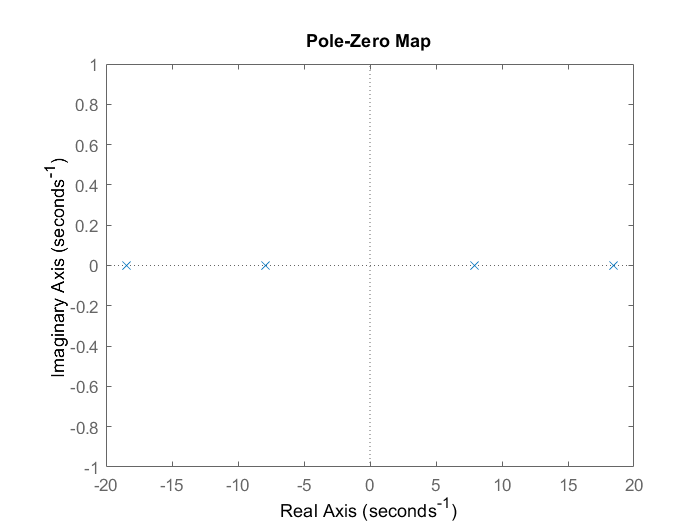 Pole-Zero Map
1
0.8
0.6
0.4
0.2
0
-0.2
-0.4
-0.6
-0.8
-1
Imaginary Axis (seconds⁻¹)
-20 -15 -10 -5 0 5 10 15 20
Real Axis (seconds⁻¹)